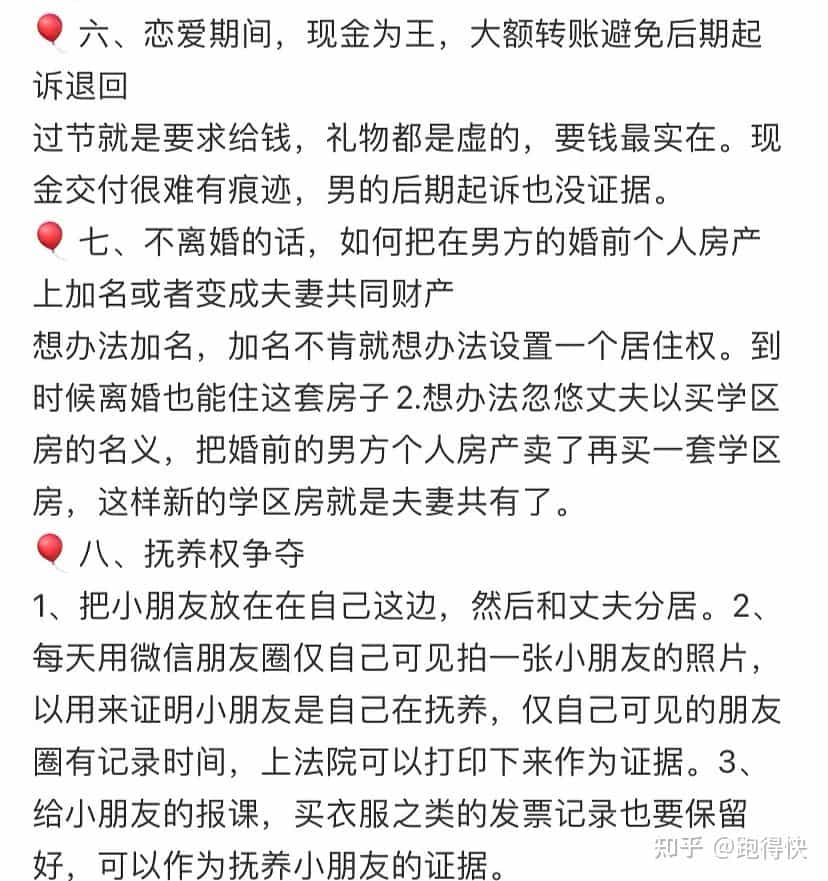 🎈 六、恋爱期间，现金为王，大额转账避免后期起
诉退回
过节就是要求给钱，礼物都是虚的，要钱最实在。现
金交付很难有痕迹，男的后期起诉也没证据。
🎈 七、不离婚的话，如何把在男方的婚前个人房产
上加名或者变成夫妻共同财产
想办法加名，加名不肯就想办法设置一个居住权。到
时候离婚也能住这套房子2.想办法忽悠丈夫以买学区
房的名义，把婚前的男方个人房产卖了再买一套学区
房，这样新的学区房就是夫妻共有了。
🎈 八、抚养权争夺
1、把小朋友放在在自己这边，然后和丈夫分居。2、
每天用微信朋友圈仅自己可见拍一张小朋友的照片，
以用来证明小朋友是自己在抚养，仅自己可见的朋友
圈有记录时间，上法院可以打印下来作为证据。3、
给小朋友的报课，买衣服之类的发票记录也要保留
好，可以作为抚养小朋友的证据。
知乎 @跑得快